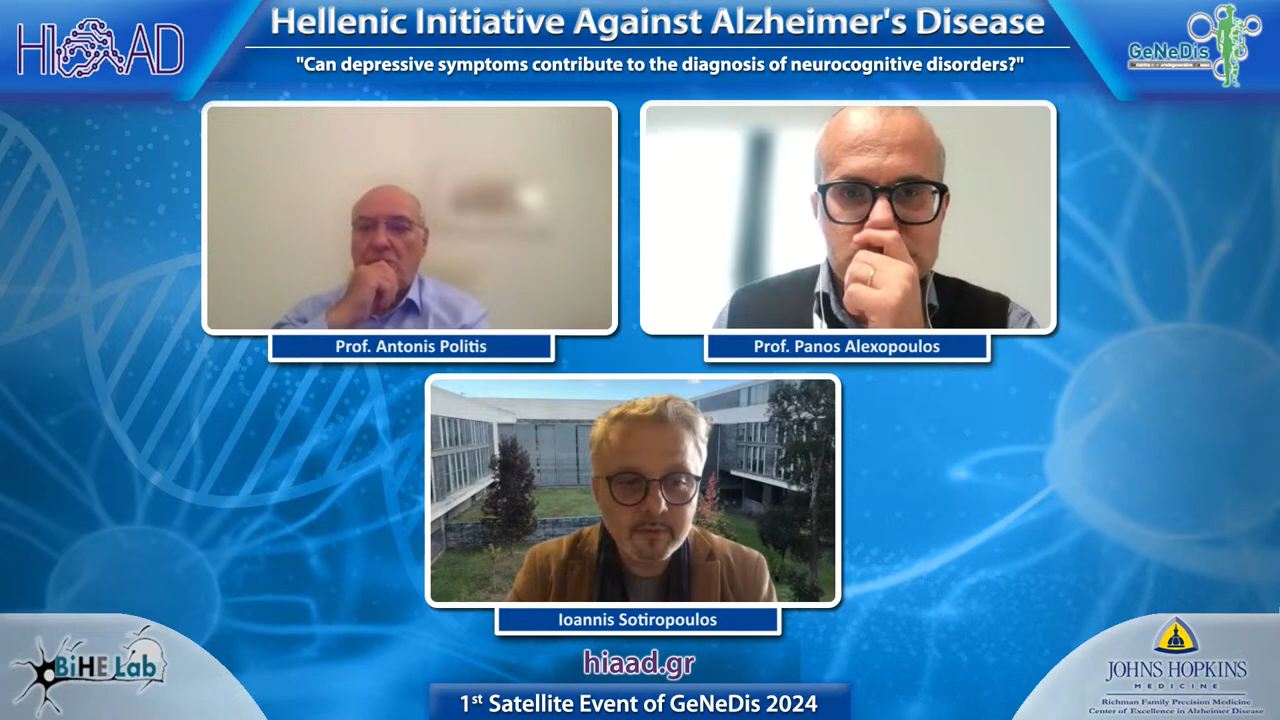 HIAAD
Hellenic Initiative Against Alzheimer's Disease
"Can depressive symptoms contribute to the diagnosis of neurocognitive disorders?"
GeNeDis
Prof. Antonis Politis
Prof. Panos Alexopoulos
Ioannis Sotiropoulos
hiaad.gr
1st Satellite Event of GeNeDis 2024
BiHE Lab
JOHNS HOPKINS
MEDICINE
Richman Family Precision Medicine
Center of Excellence in Alzheimer Disease